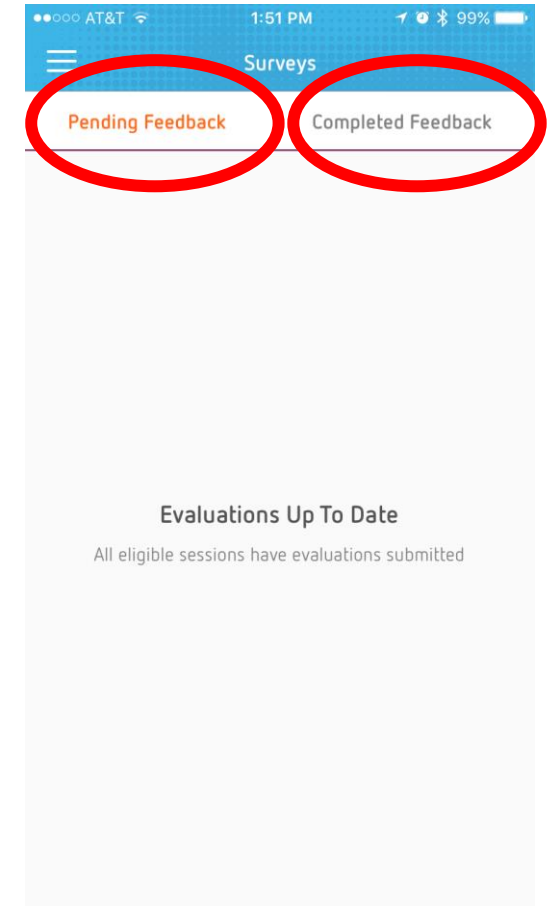 AT&T 1:51 PM 99%
Surveys
Pending Feedback Completed Feedback
Evaluations Up To Date
All eligible sessions have evaluations submitted